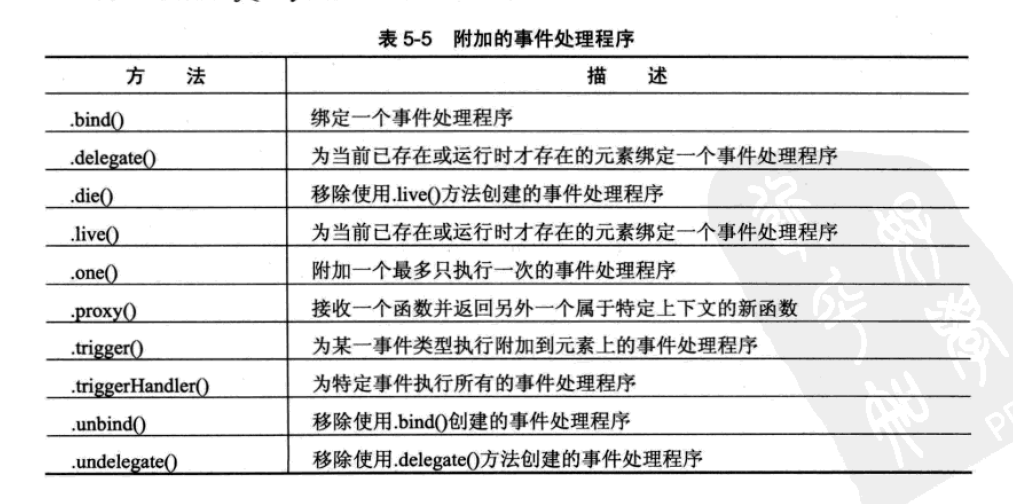 表 5-5 附加的事件处理程序
方 法 描 述
.bind() 绑定一个事件处理程序
.delegate() 为当前已存在或运行时才存在的元素绑定一个事件处理程序
.die() 移除使用.live()方法创建的事件处理程序
.live() 为当前已存在或运行时才存在的元素绑定一个事件处理程序
.one() 附加一个最多只执行一次的事件处理程序
.proxy() 接收一个函数并返回另外一个属于特定上下文的新函数
.trigger() 为某一事件类型执行附加到元素上的事件处理程序
.triggerHandler() 为特定事件执行所有的事件处理程序
.unbind() 移除使用.bind()创建的事件处理程序
.undelegate() 移除使用.delegate()方法创建的事件处理程序